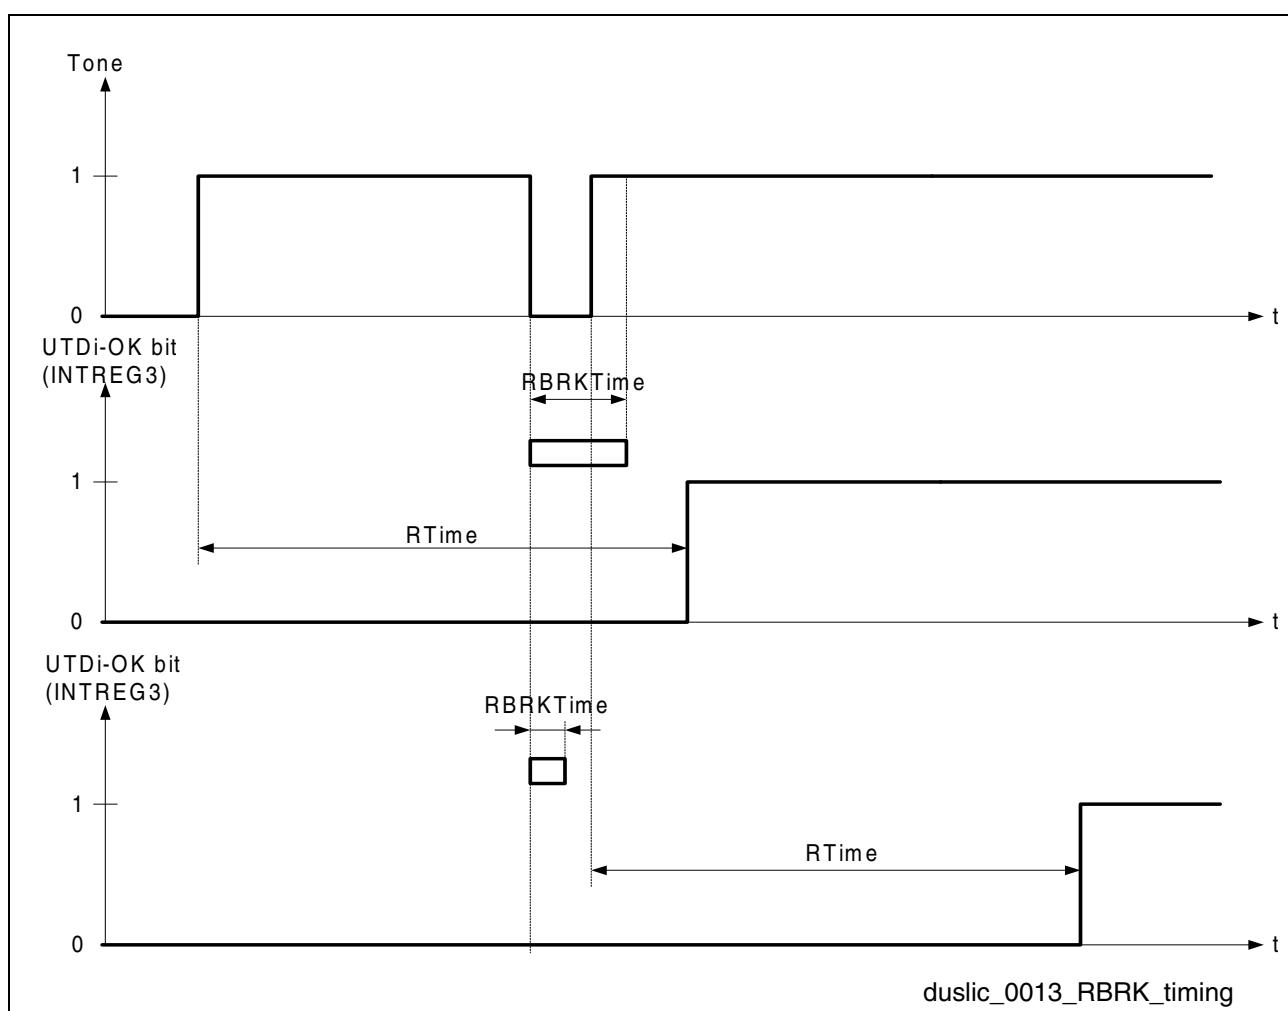 Tone
1
0
t
UTDi-OK bit
(INTREG3)
RBRKTime
1
RTime
0
t
UTDi-OK bit
(INTREG3)
RBRKTime
1
RTime
0
t
duslic_0013_RBRK_timing